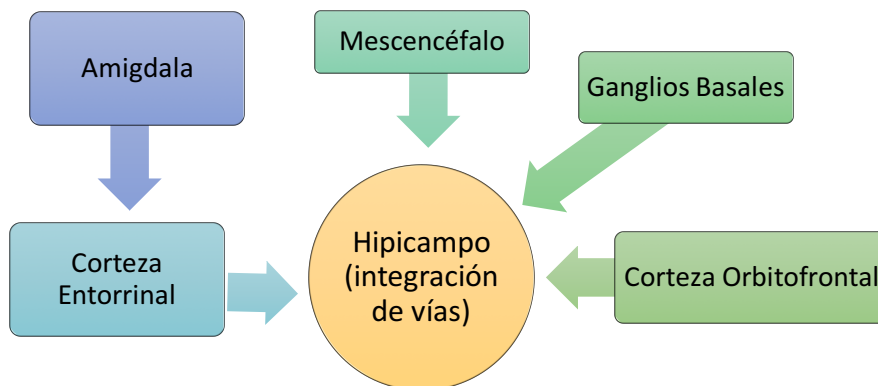 Amigdala
Mescencéfalo
Ganglios Basales
Corteza
Entorrinal
Hipicampo
(integración
de vías)
Corteza Orbitofrontal